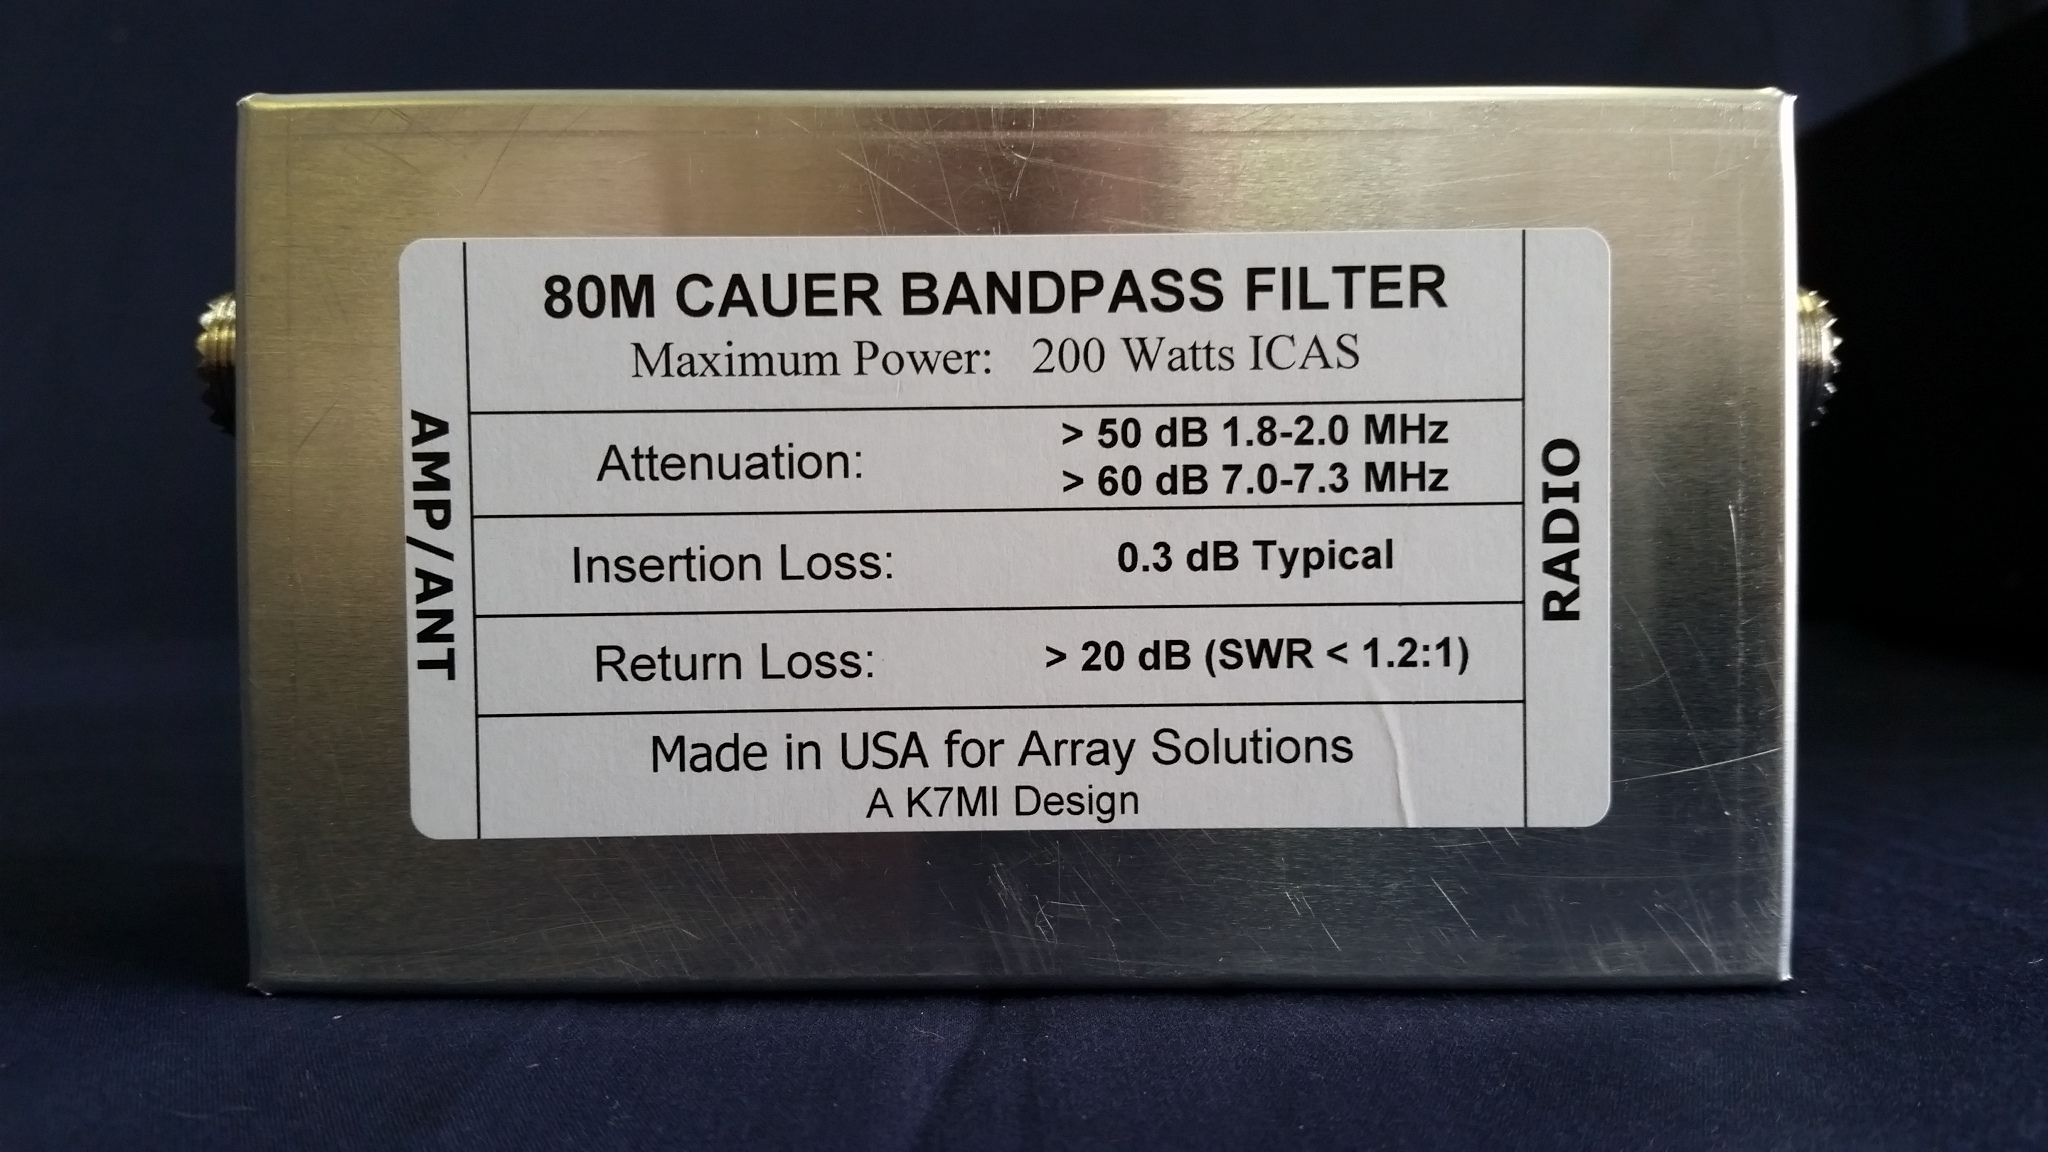 80M CAUER BANDPASS FILTER
Maximum Power: 200 Watts ICAS
AMP/ANT
Attenuation:
> 50 dB 1.8-2.0 MHz
> 60 dB 7.0-7.3 MHz
Insertion Loss: 0.3 dB Typical
Return Loss: > 20 dB (SWR < 1.2:1)
Made in USA for Array Solutions
A K7MI Design
RADIO